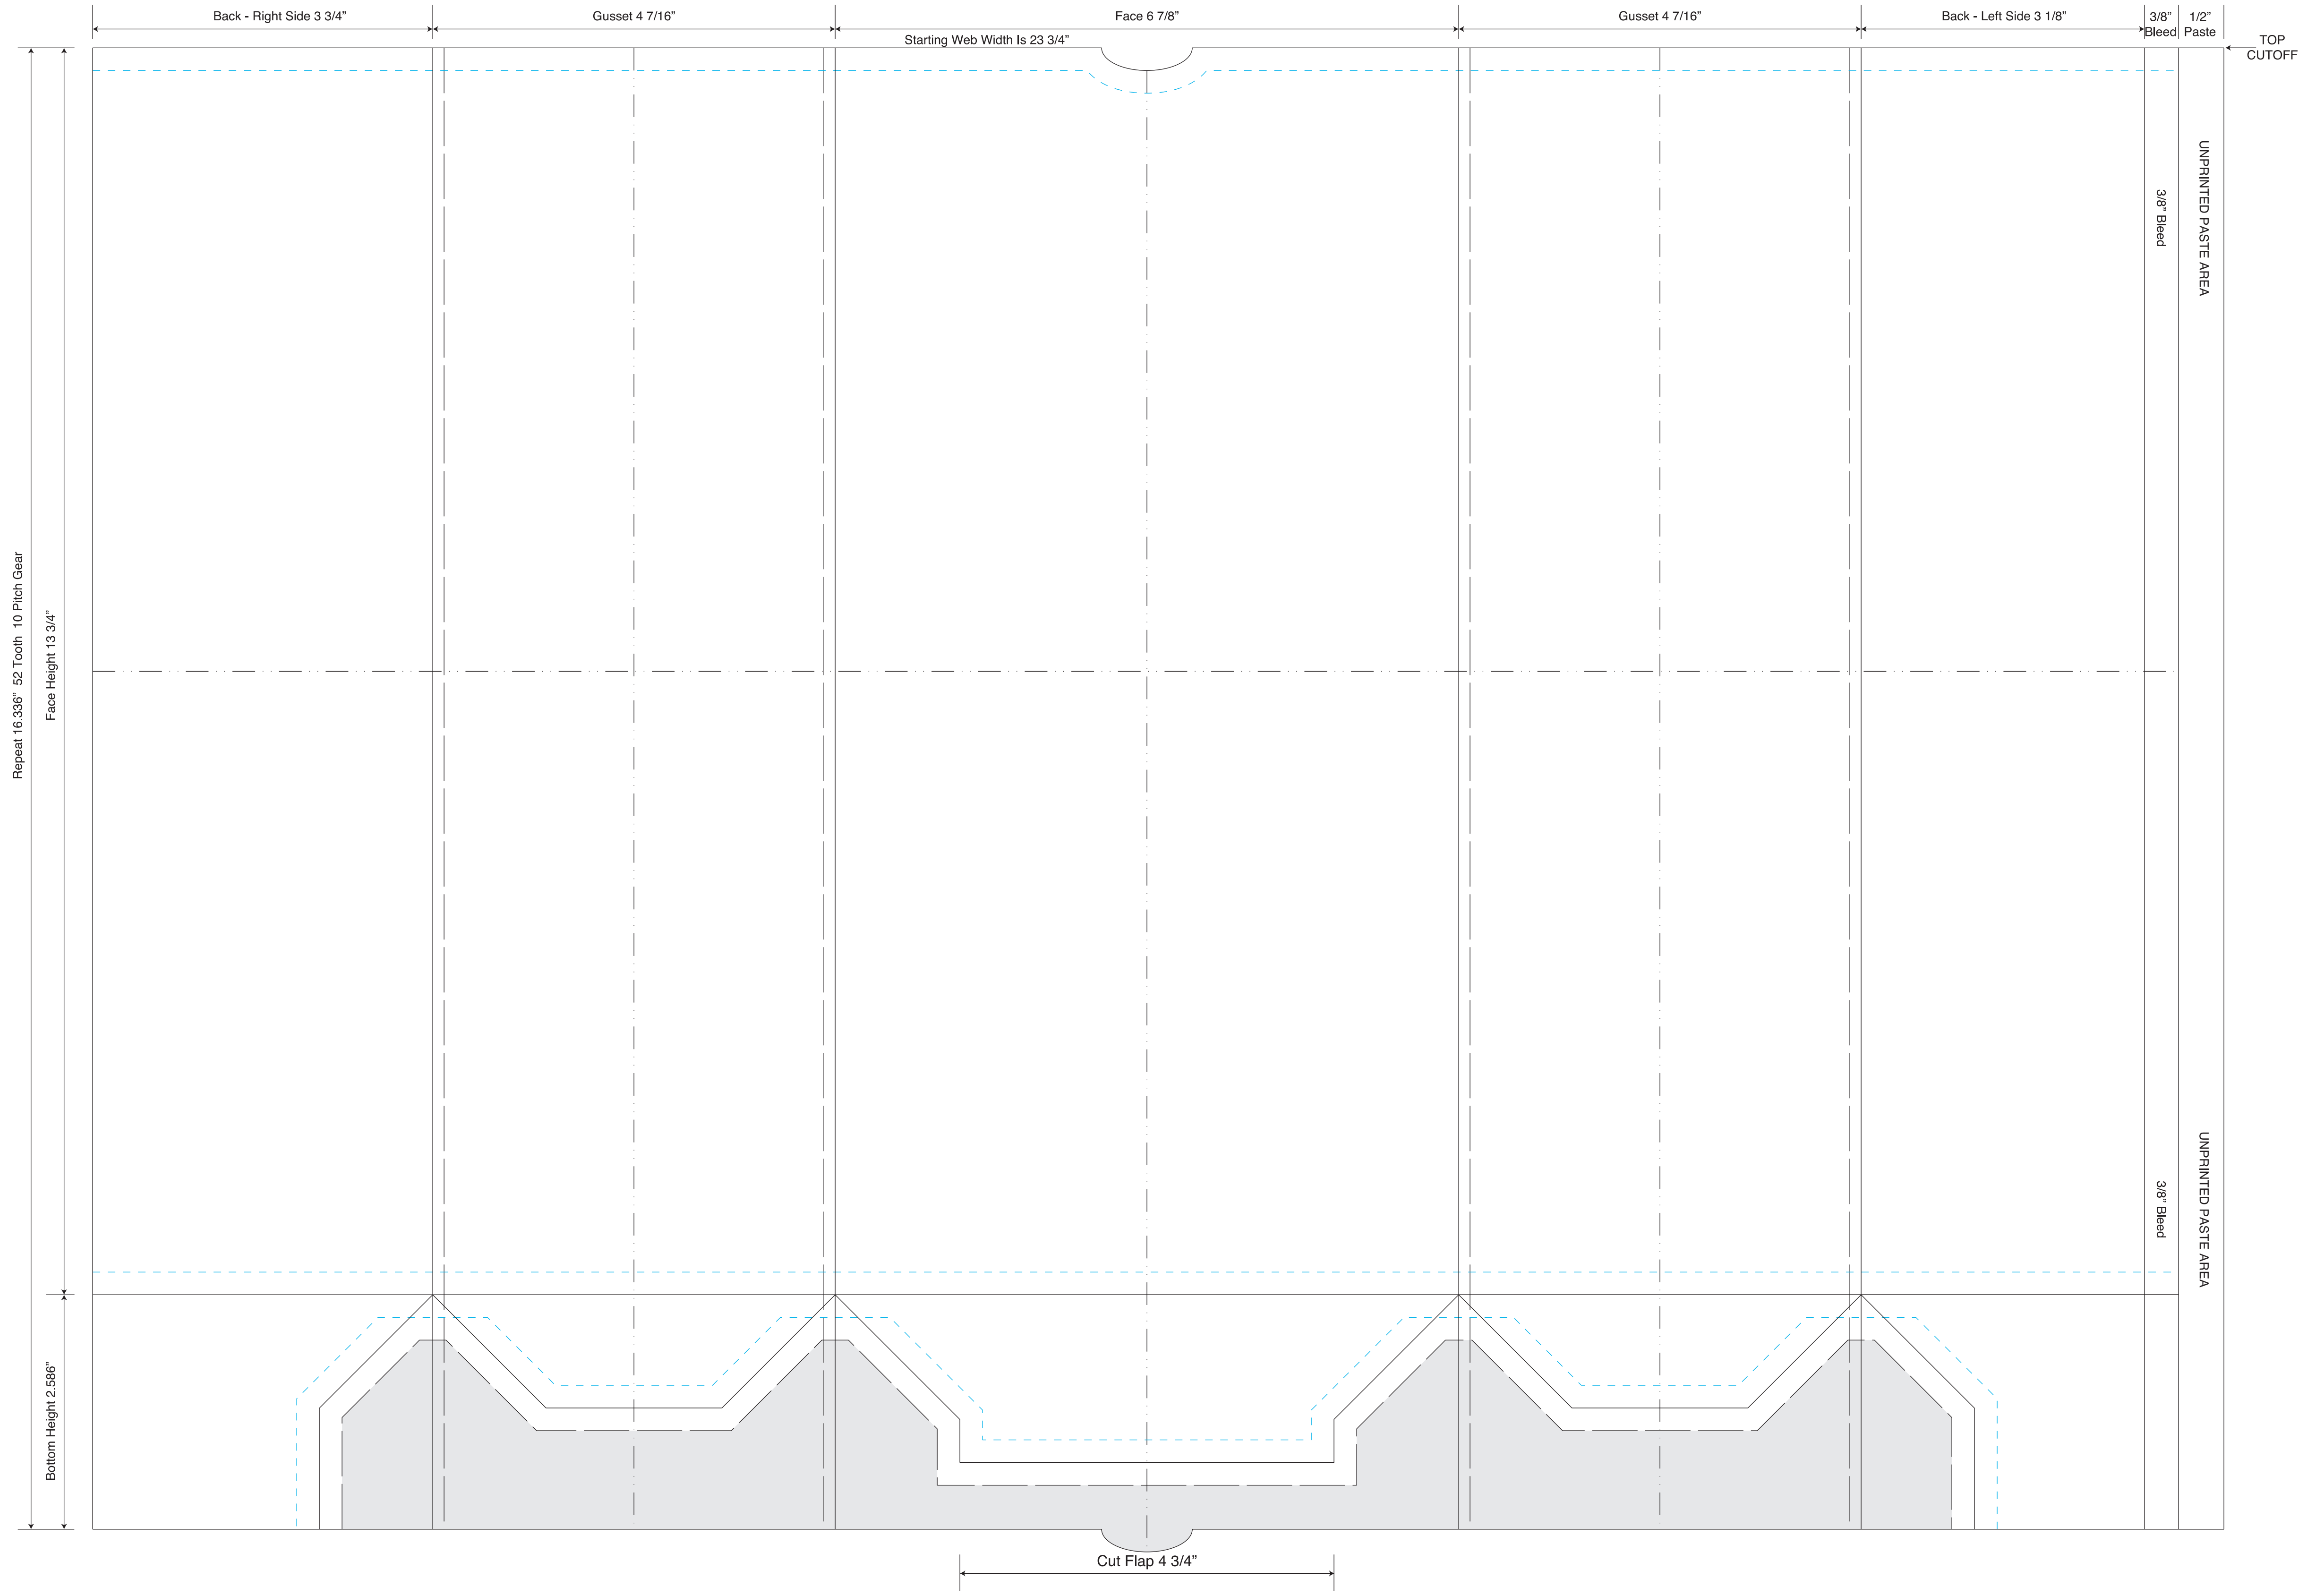 Back - Right Side 3 3/4”
Gusset 4 7/16”
Face 6 7/8”
Gusset 4 7/16”
Back - Left Side 3 1/8”
3/8”
Bleed
1/2”
Paste
Starting Web Width Is 23 3/4”
TOP
CUTOFF
3/8” Bleed
UNPRINTED PASTE AREA
Repeat 16.336”  52 Tooth  10 Pitch Gear
Face Height 13 3/4”
3/8” Bleed
UNPRINTED PASTE AREA
Bottom Height 2.586”
Cut Flap 4 3/4”